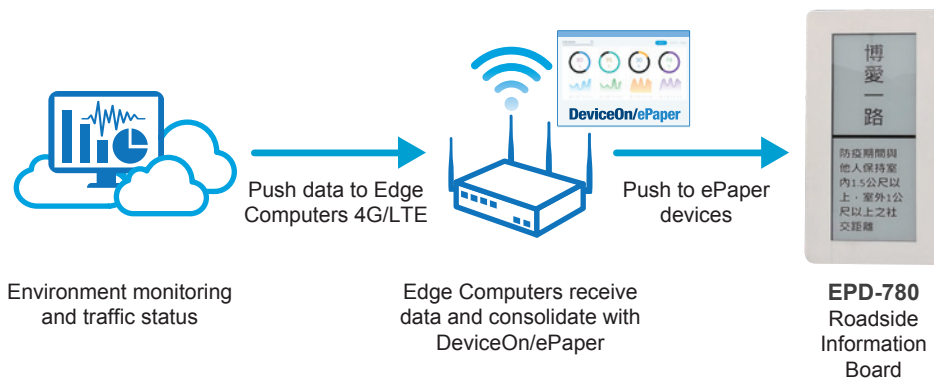 DeviceOn/ePaper
博愛一路
防疫期間與
他人保持室
內1.5公尺以
上，室外1公
尺以上之社
交距離
Push data to Edge
Computers 4G/LTE
Push to ePaper
devices
Environment monitoring
and traffic status
Edge Computers receive
data and consolidate with
DeviceOn/ePaper
EPD-780
Roadside
Information
Board